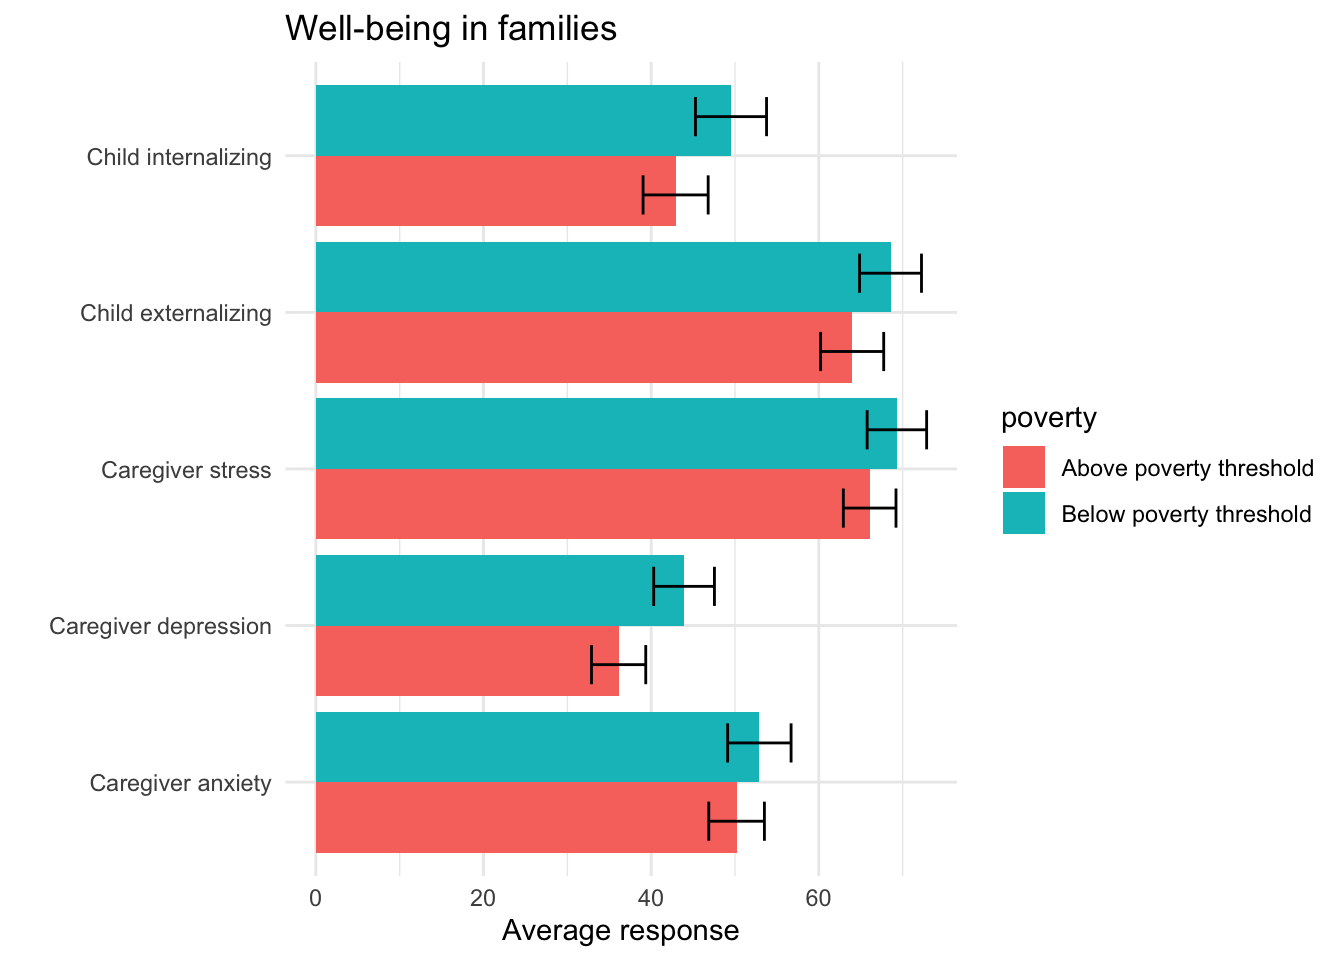 Well-being in families
Child internalizing
Child externalizing
Caregiver stress
Caregiver depression
Caregiver anxiety
0 20 40 60
Average response
poverty
Above poverty threshold
Below poverty threshold